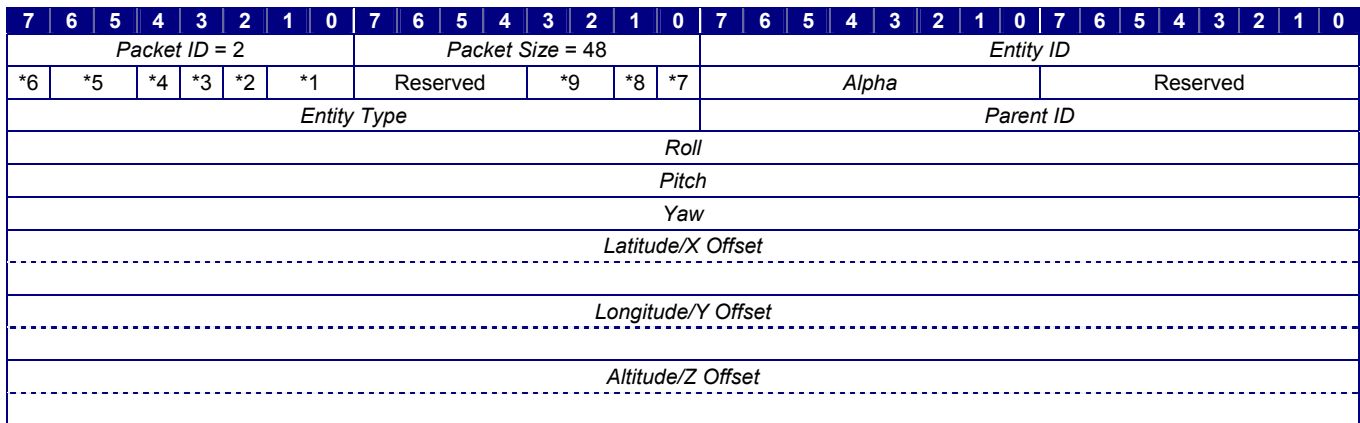 7 6 5 4 3 2 1 0 7 6 5 4 3 2 1 0 7 6 5 4 3 2 1 0 7 6 5 4 3 2 1 0
Packet ID = 2 Packet Size = 48 Entity ID
*6 *5 *4 *3 *2 *1 Reserved *9 *8 *7 Alpha Reserved
Entity Type Parent ID
Roll
Pitch
Yaw
Latitude/X Offset
Longitude/Y Offset
Altitude/Z Offset